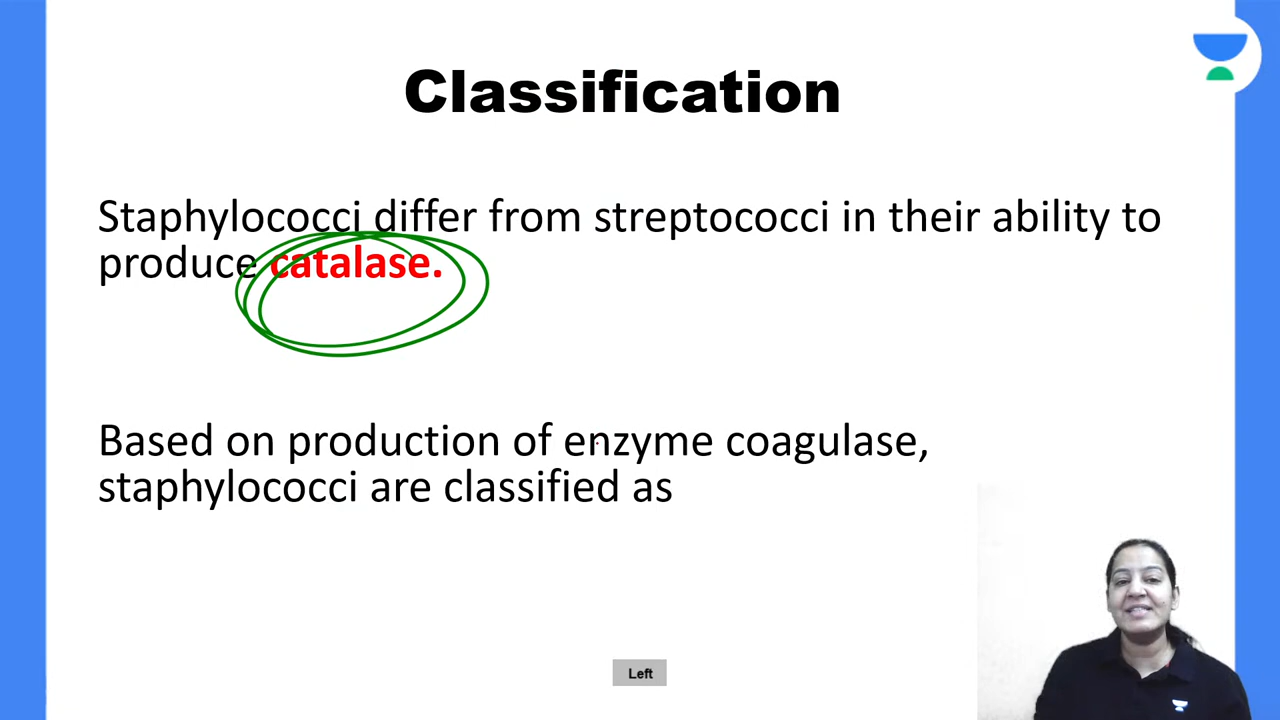 Classification
Staphylococci differ from streptococci in their ability to
produce catalase.
Based on production of enzyme coagulase,
staphylococci are classified as
Left